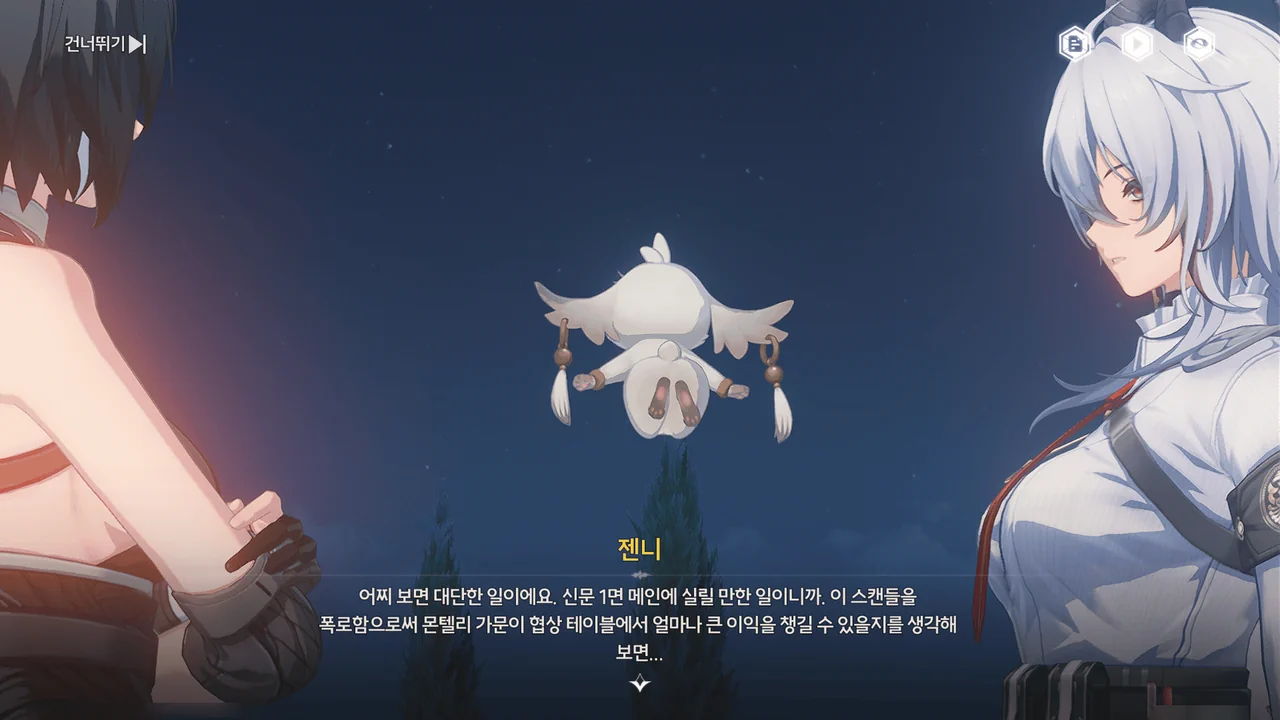 건너뛰기
젠니
어찌 보면 대단한 일이에요. 신문 1면 메인에 실릴 만한 일이니까. 이 스캔들을
폭로함으로써 몬텔리 가문이 협상 테이블에서 얼마나 큰 이익을 챙길 수 있을지를 생각해
보면...